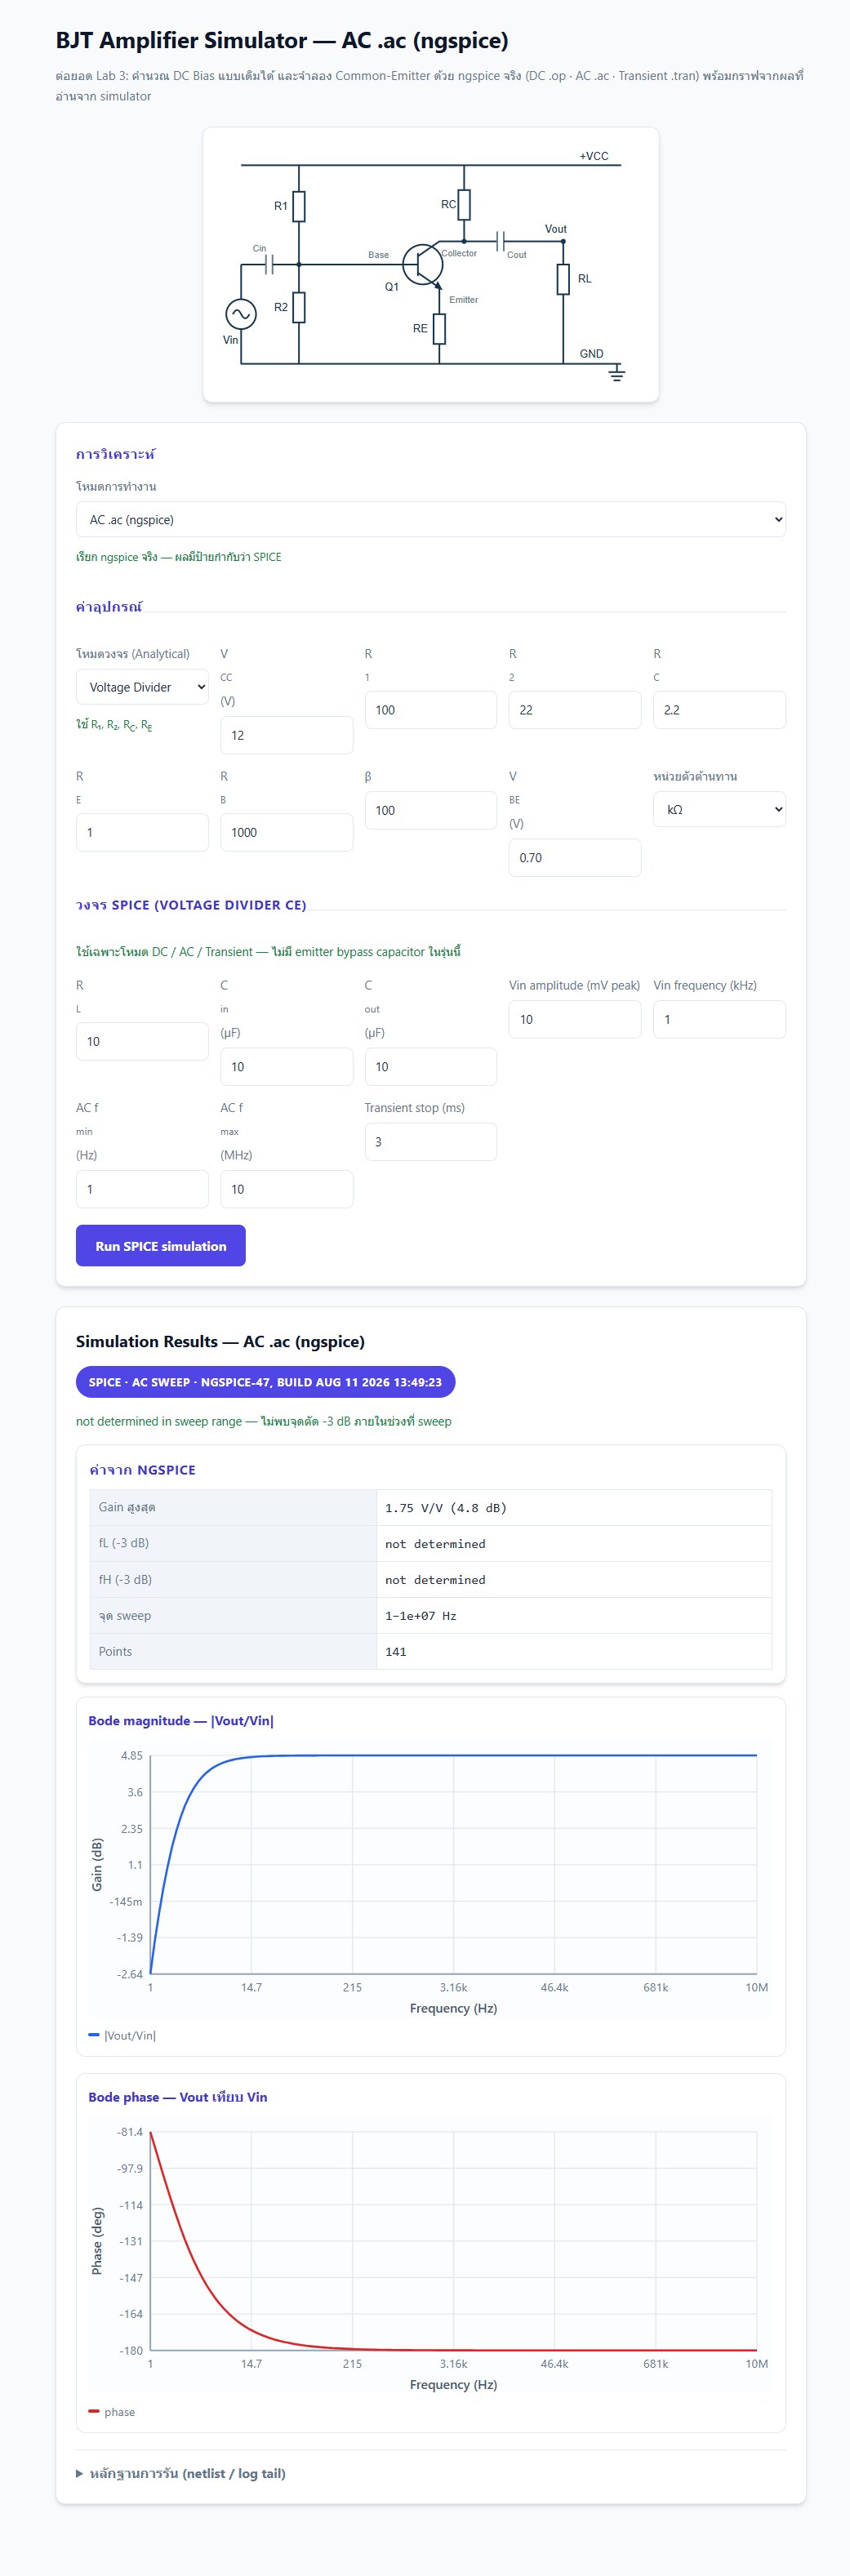 BJT Amplifier Simulator — AC .ac (ngspice)
ต่อยอด Lab 3: คำนวณ DC Bias แบบเดิมได้ และจำลอง Common-Emitter ด้วย ngspice จริง (DC .op · AC .ac · Transient .tran) พร้อมกราฟจากผลที่
อ่านจาก simulator
+VCC
R1
RC
Vout
Cin
Base
Collector
Cout
Q1
RL
R2
Emitter
RE
Vin
GND
การวิเคราะห์
โหมดการทำงาน
AC .ac (ngspice)
เรียก ngspice จริง — ผลมีป้ายกำกับว่า SPICE
ค่าอุปกรณ์
โหมดวงจร (Analytical)
Voltage Divider
ใช้ R₁, R₂, RC, RE
V
CC
(V)
12
R
1
100
R
2
22
R
C
2.2
R
E
1
R
B
1000
β
100
V
BE
(V)
0.70
หน่วยตัวต้านทาน
kΩ
วงจร SPICE (VOLTAGE DIVIDER CE)
ใช้เฉพาะโหมด DC / AC / Transient — ไม่มี emitter bypass capacitor ในรุ่นนี้
R
L
10
C
in
(μF)
10
C
out
(μF)
10
Vin amplitude (mV peak)
10
Vin frequency (kHz)
1
AC f
min
(Hz)
1
AC f
max
(MHz)
10
Transient stop (ms)
3
Run SPICE simulation
Simulation Results — AC .ac (ngspice)
SPICE · AC SWEEP · NGSPICE-47, BUILD AUG 11 2026 13:49:23
not determined in sweep range — ไม่พบจุดตัด -3 dB ภายในช่วงที่ sweep
ค่าจาก NGSPICE
Gain สูงสุด 1.75 V/V (4.8 dB)
fL (-3 dB) not determined
fH (-3 dB) not determined
จุด sweep 1–1e+07 Hz
Points 141
Bode magnitude — |Vout/Vin|
4.85
3.6
2.35
1.1
-145m
-1.39
-2.64
Gain (dB)
1 14.7 215 3.16k 46.4k 681k 10M
Frequency (Hz)
|Vout/Vin|
Bode phase — Vout เทียบ Vin
-81.4
-97.9
-114
-131
-147
-164
-180
Phase (deg)
1 14.7 215 3.16k 46.4k 681k 10M
Frequency (Hz)
phase
▶ หลักฐานการรัน (netlist / log tail)